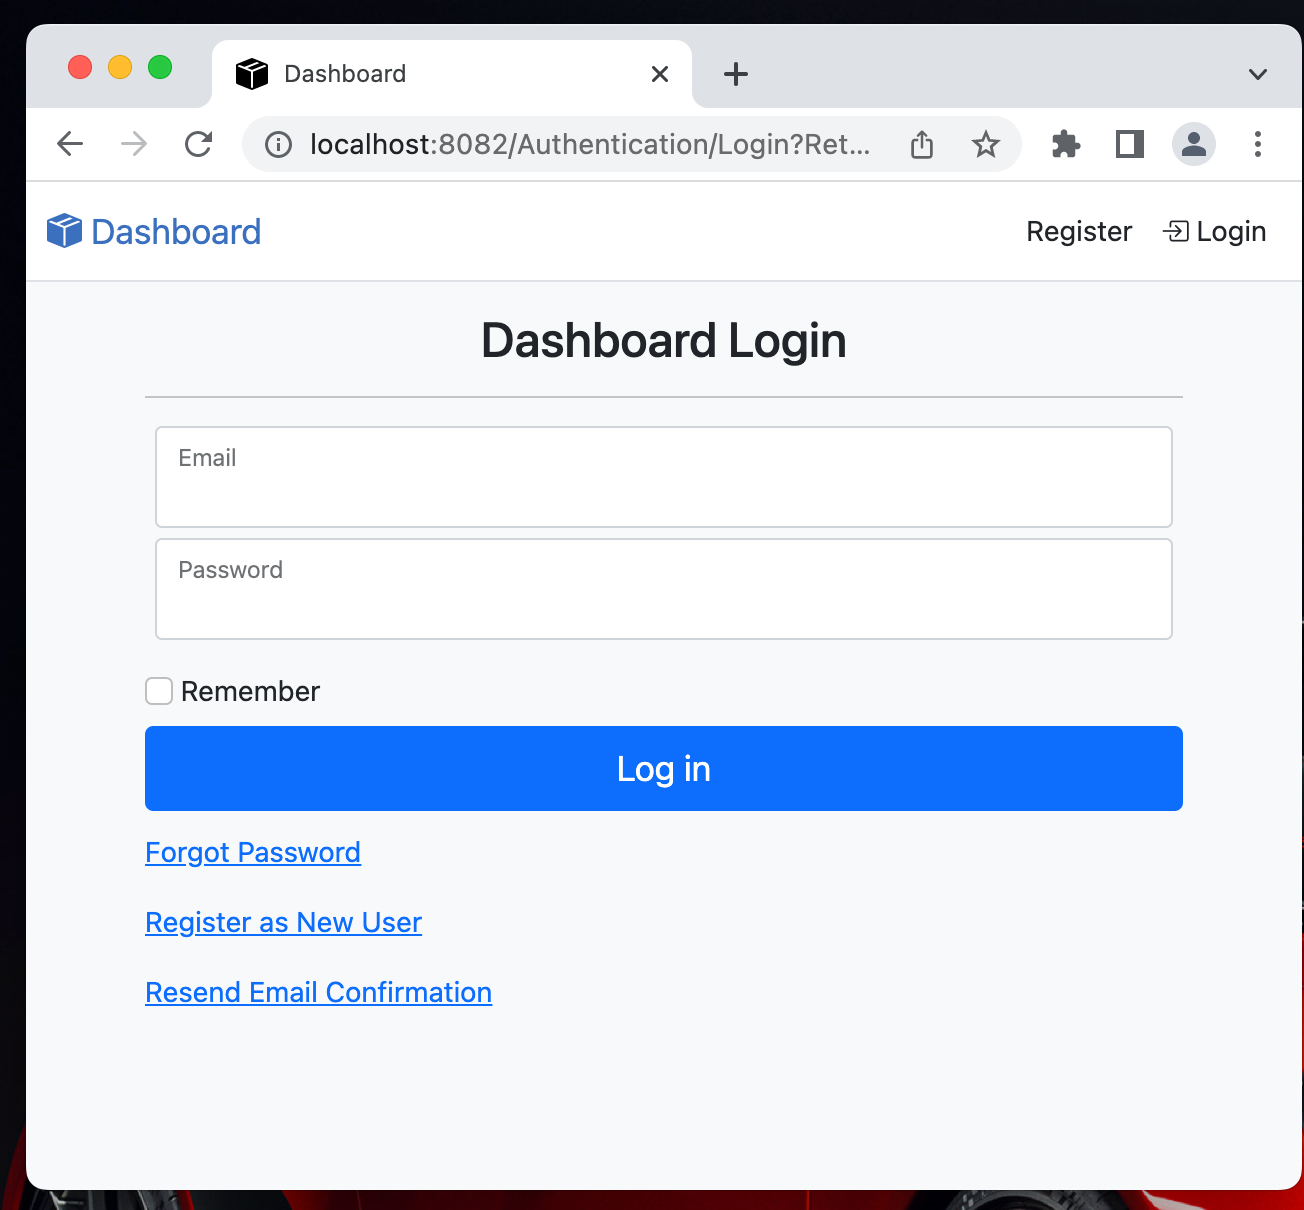 Dashboard
localhost:8082/Authentication/Login?Ret...
Dashboard
Register
Login
Dashboard Login
Email
Password
Remember
Log in
Forgot Password
Register as New User
Resend Email Confirmation